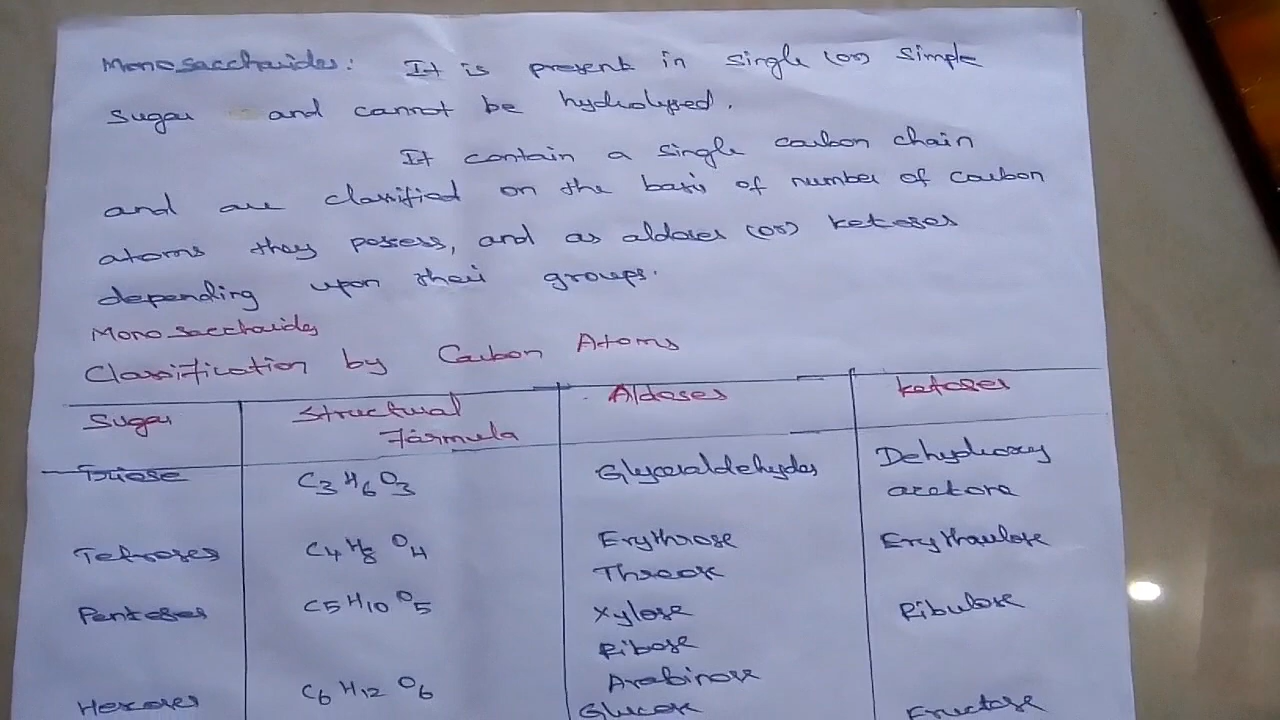 Monosaccharides: It is present in single (or) simple
sugar and cannot be hydrolysed.
It contain a single carbon chain
and are classified on the basis of number of carbon
atoms they posess, and as aldoses (or) ketoses
depending upon their groups.
Monosaccharides
Classification by Carbon Atoms
Sugar Structural Formula Aldoses Ketoses
Triose C3H6O3 Glyceraldehydes Dehydroxy acetone
Tetroses C4H8O4 Erythrose Threose Erythrulose
Pentoses C5H10O5 Xylose Ribose Arabinose Ribulose
Hexoses C6H12O6 Glucose Fructose